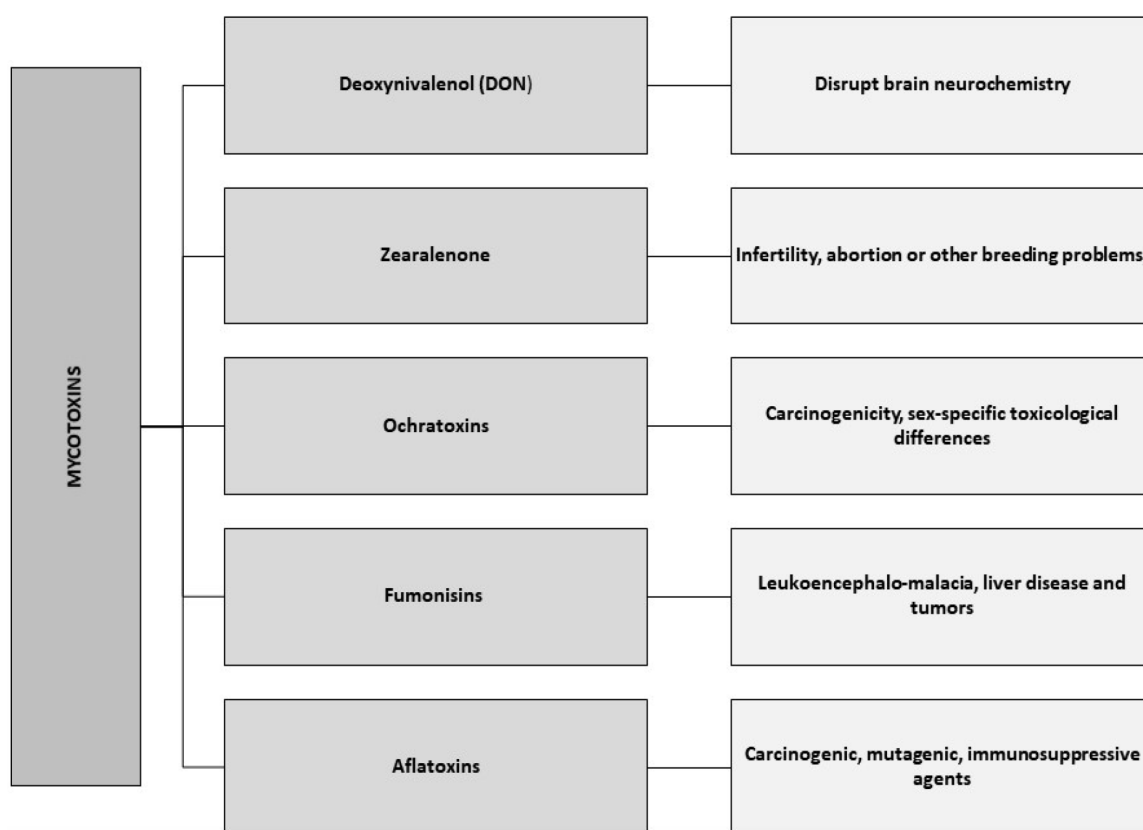 MYCOTOXINS
Deoxynivalenol (DON)
Disrupt brain neurochemistry
Zearalenone
Infertility, abortion or other breeding problems
Ochratoxins
Carcinogenicity, sex-specific toxicological
differences
Fumonisins
Leukoencephalo-malacia, liver disease and
tumors
Aflatoxins
Carcinogenic, mutagenic, immunosuppressive
agents